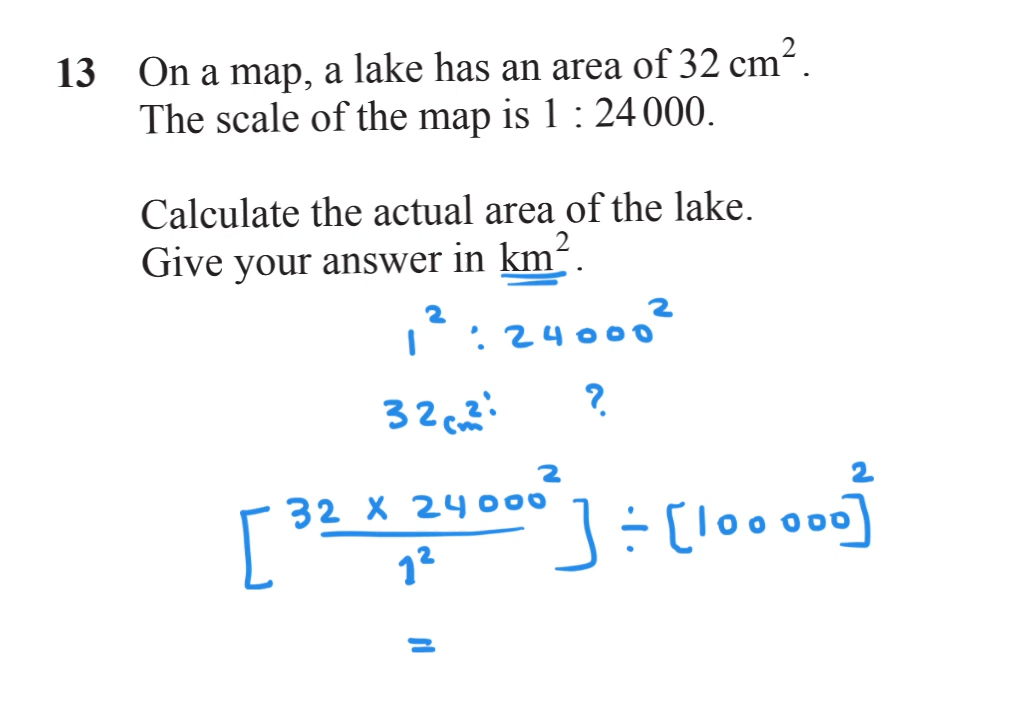 13 On a map, a lake has an area of 32 cm².
The scale of the map is 1 : 24 000.
Calculate the actual area of the lake.
Give your answer in km².
1² : 24000²
32cm² : ?
[32 × 24000² / 1²] ÷ [100 000]²
=